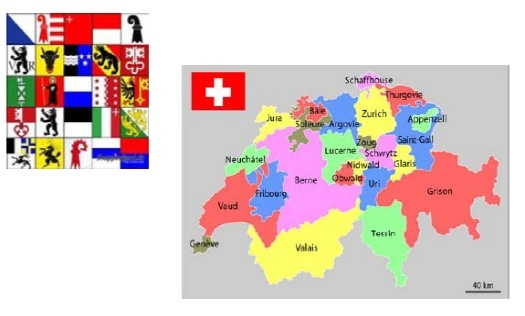 Schaffhouse
Thurgovie
Bâle
Zurich
Jura
Soleure
Argovie
Appenzell
Saint-Gall
Zoug
Lucerne
Schwytz
Neuchâtel
Nidwald
Glaris
Obwald
Berne
Uri
Grison
Fribourg
Vaud
Tessin
Genève
Valais
40 km